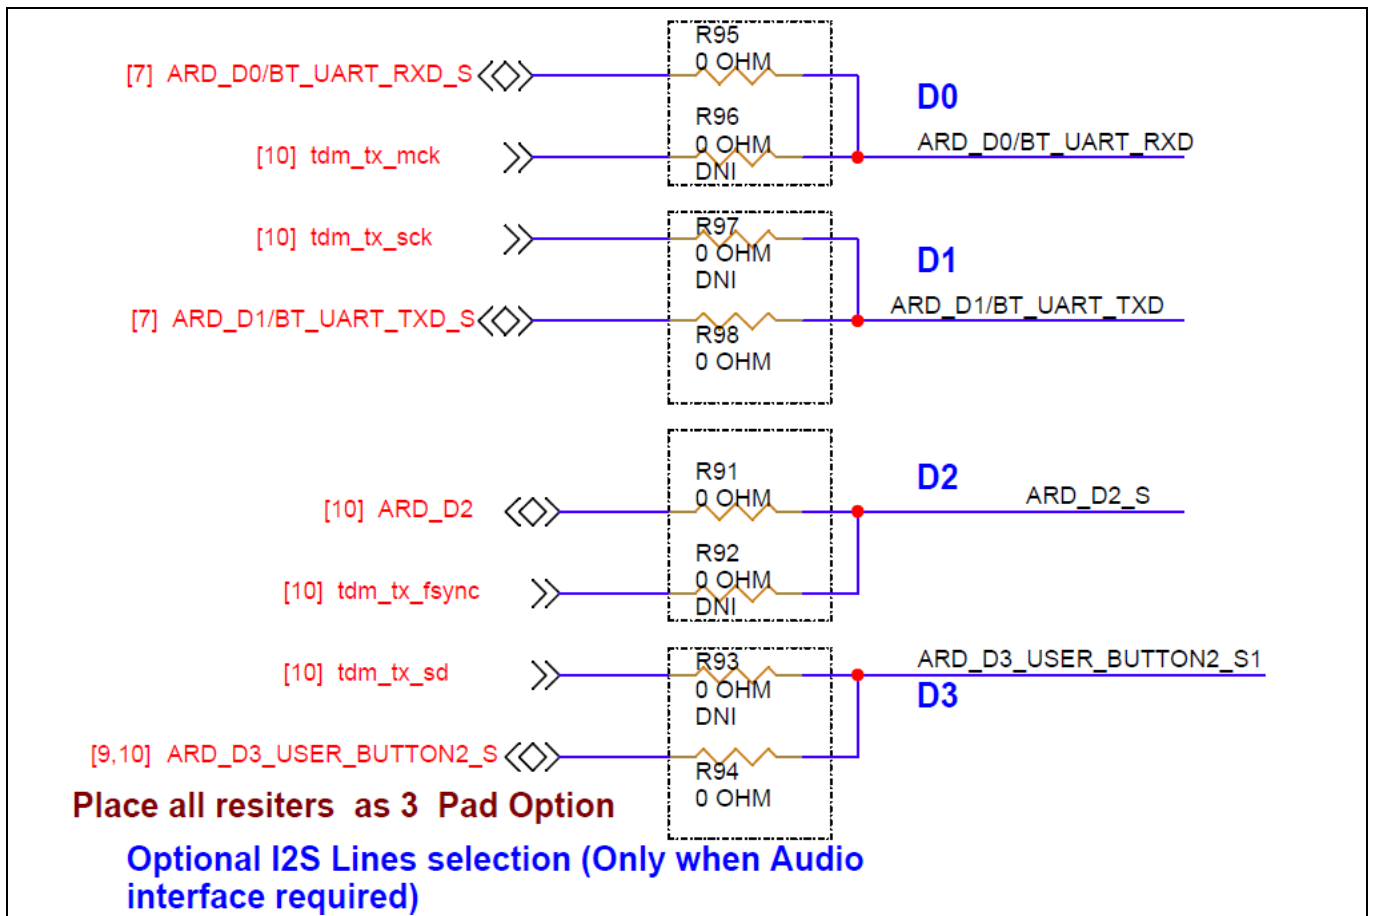 R95
0 OHM
[7] ARD_D0/BT_UART_RXD_S
D0
R96
0 OHM
DNI
[10] tdm_tx_mck
ARD_D0/BT_UART_RXD
R97
0 OHM
DNI
[10] tdm_tx_sck
D1
[7] ARD_D1/BT_UART_TXD_S
ARD_D1/BT_UART_TXD
R98
0 OHM
R91
0 OHM
D2
[10] ARD_D2
ARD_D2_S
R92
0 OHM
DNI
[10] tdm_tx_fsync
R93
0 OHM
DNI
[10] tdm_tx_sd
ARD_D3_USER_BUTTON2_S1
D3
[9,10] ARD_D3_USER_BUTTON2_S
R94
0 OHM
Place all resiters as 3 Pad Option
Optional I2S Lines selection (Only when Audio
interface required)